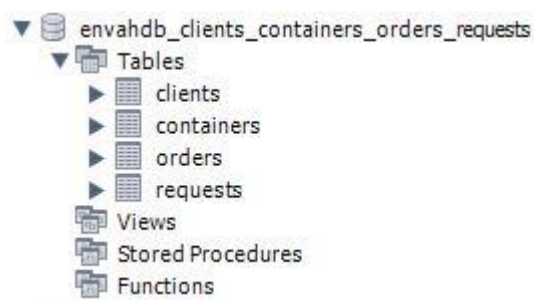 envahdb_clients_containers_orders_requests
Tables
clients
containers
orders
requests
Views
Stored Procedures
Functions